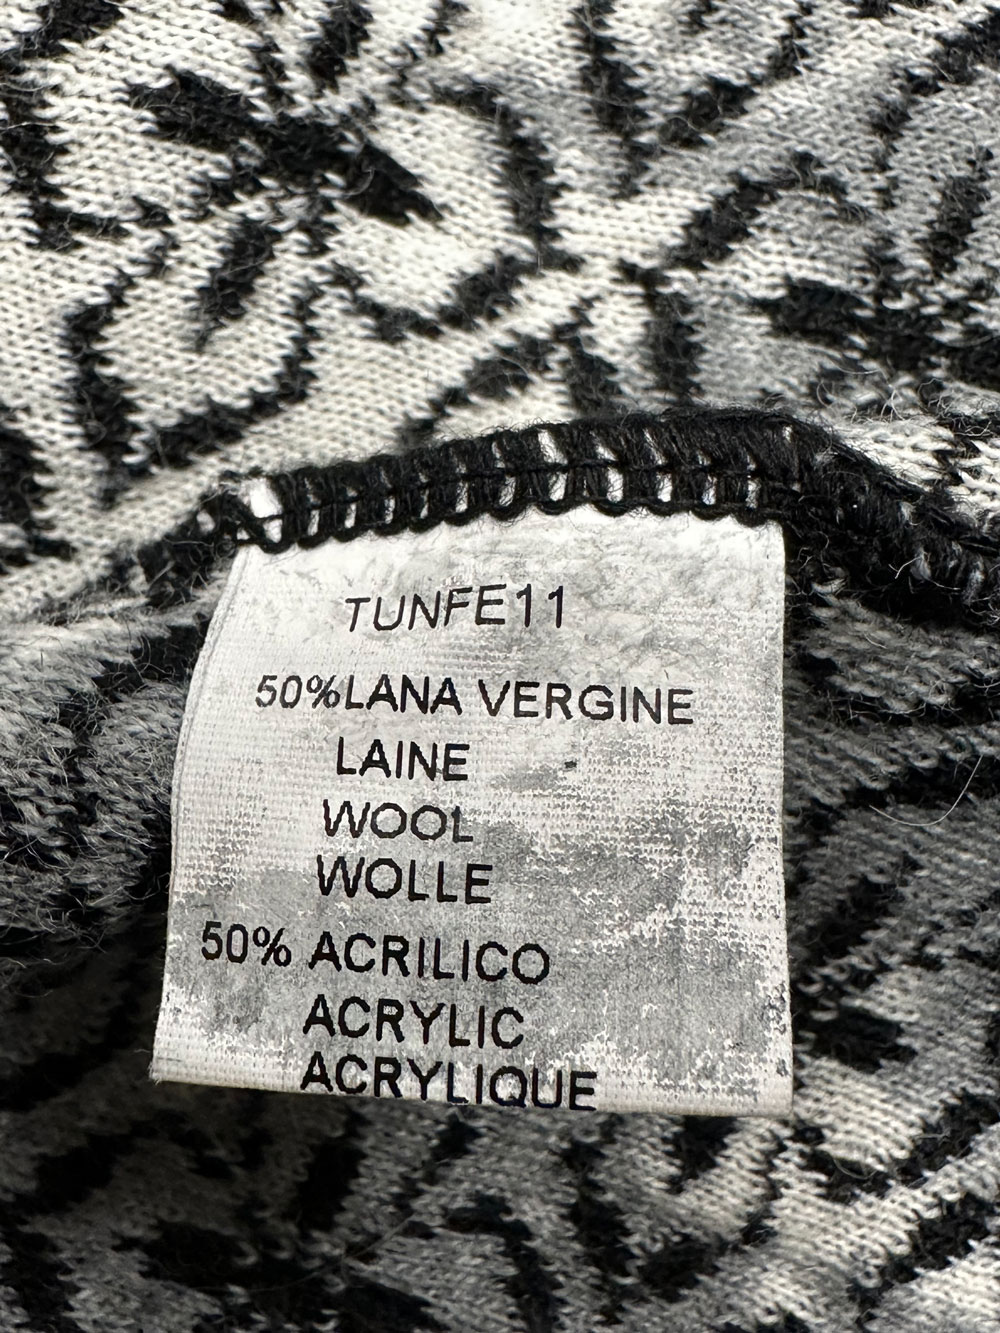 TUNFE11
50%LANA VERGINE
LAINE
WOOL
WOLLE
50% ACRILICO
ACRYLIC
ACRYLIQUE